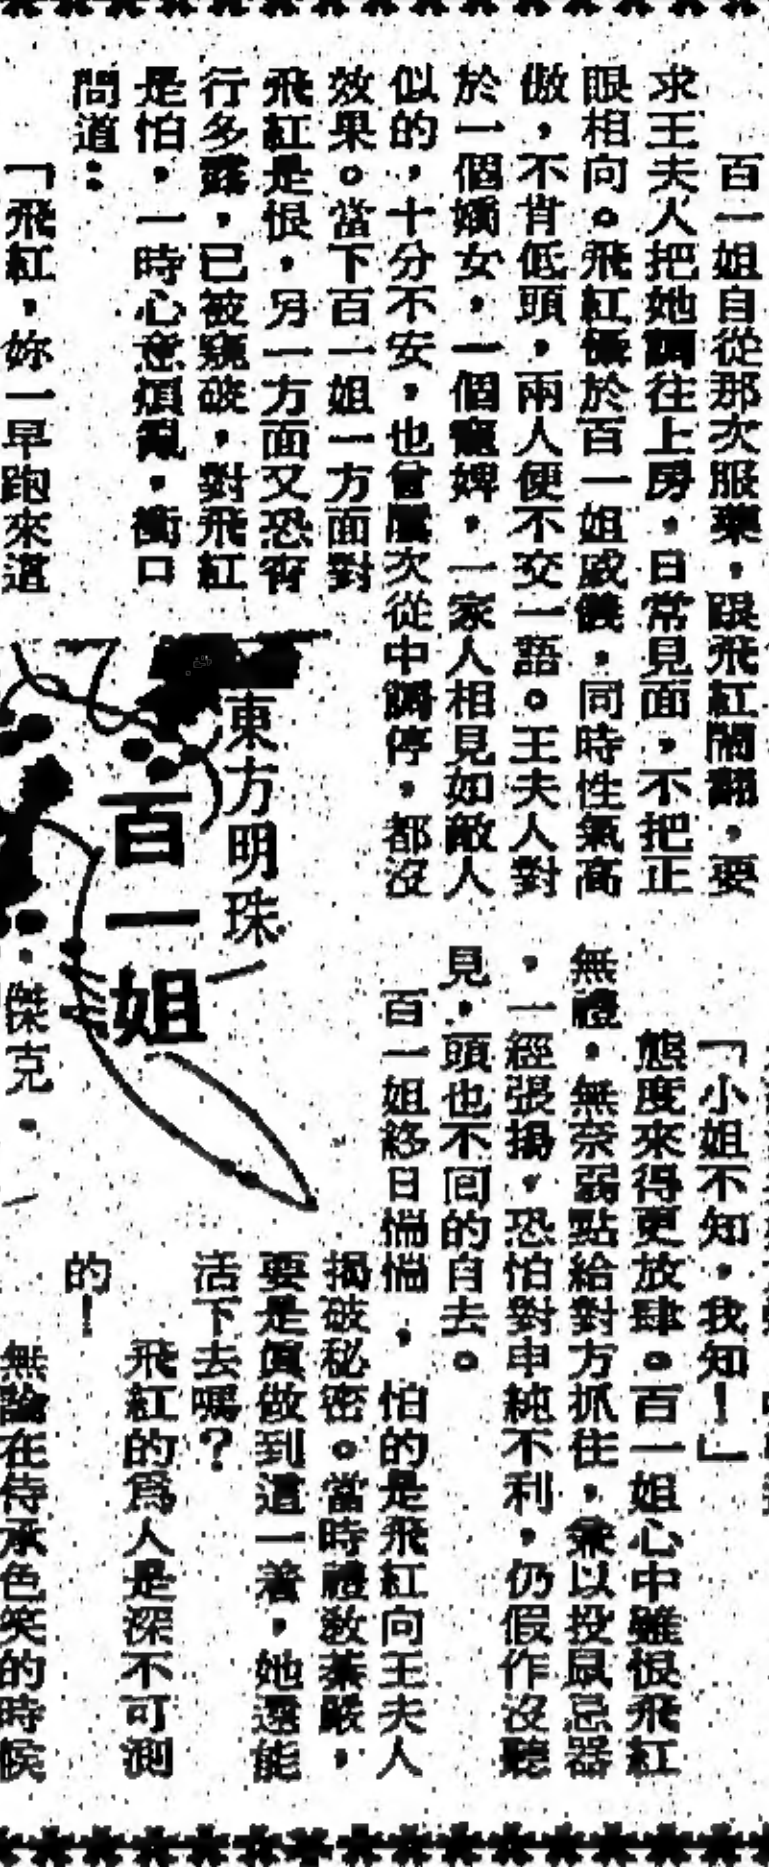 百一姐自從那次服藥,跟飛紅鬧翻,要
求王夫人把她調往上房,日常見面,不把正
眼相向。飛紅懾於百一姐威儀,同時性氣高
傲,不肯低頭,兩人便不交一語。王夫人對
於一個嬌女,一個寵婢,一家人相見如敵人
似的,十分不安,也曾屢次從中調停,都沒
效果。當下百一姐一方面對
飛紅是恨,另一方面又恐宵
行多露,已被窺破,對飛紅
是怕,一時心意煩亂,衝口
問道:
「飛紅,妳一早跑來這
東方明珠
百一姐
·傑克·
「小姐不知,我知!」
態度來得更放肆。百一姐心中雖恨飛紅
無禮,無奈弱點給對方抓住,兼以投鼠忌器
,一經張揚,恐怕對申純不利,仍假作沒聽
見,頭也不回的自去。
百一姐移日惴惴,怕的是飛紅向王夫人
揭破秘密。當時禮敎綦嚴,
要是眞做到這一着,她還能
活下去嗎?
飛紅的爲人是深不可測
的!
無論在侍承色笑的時候